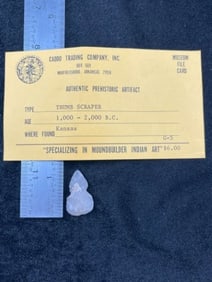 CADDO TRADING COMPANY, INC.
BOX 669
MURFREESBORO, ARKANSAS 71958
MUSEUM
FILE
CARD
AUTHENTIC PREHISTORIC ARTIFACT
TYPE THUMB SCRAPER
AGE 1,000 - 2,000 B.C.
WHERE FOUND Kansas
G-5
"SPECIALIZING IN MOUNDBUILDER INDIAN ART" $6.00